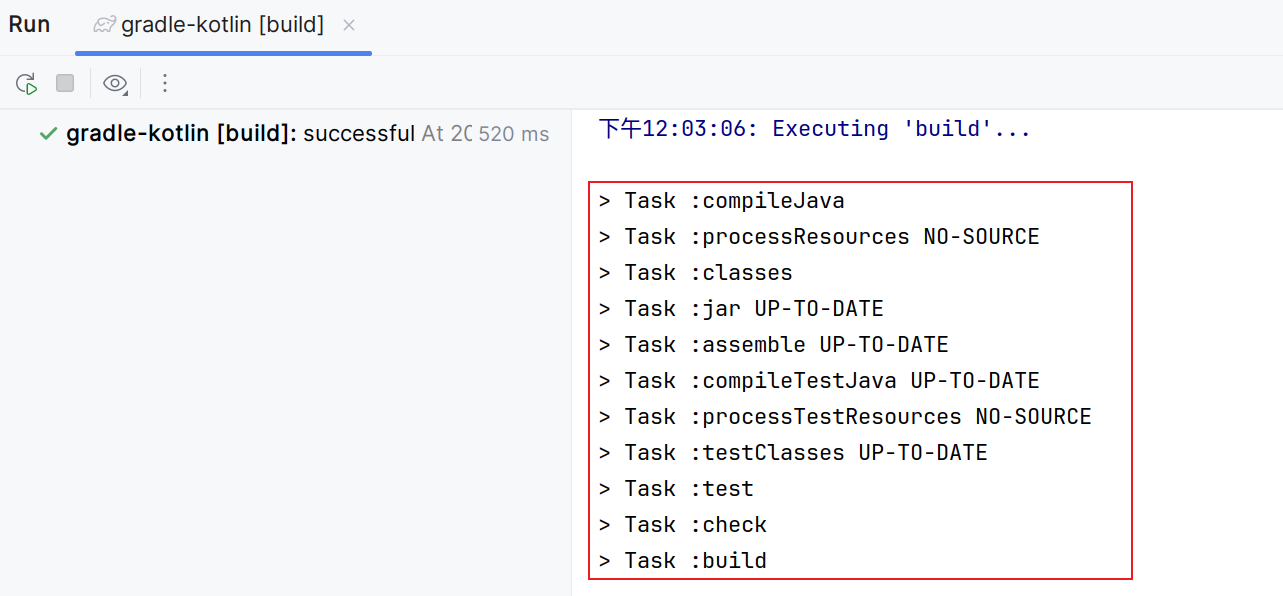 Run gradle-kotlin [build]
gradle-kotlin [build]: successful At 20 520 ms
下午12:03:06: Executing 'build'...
> Task :compileJava
> Task :processResources NO-SOURCE
> Task :classes
> Task :jar UP-TO-DATE
> Task :assemble UP-TO-DATE
> Task :compileTestJava UP-TO-DATE
> Task :processTestResources NO-SOURCE
> Task :testClasses UP-TO-DATE
> Task :test
> Task :check
> Task :build